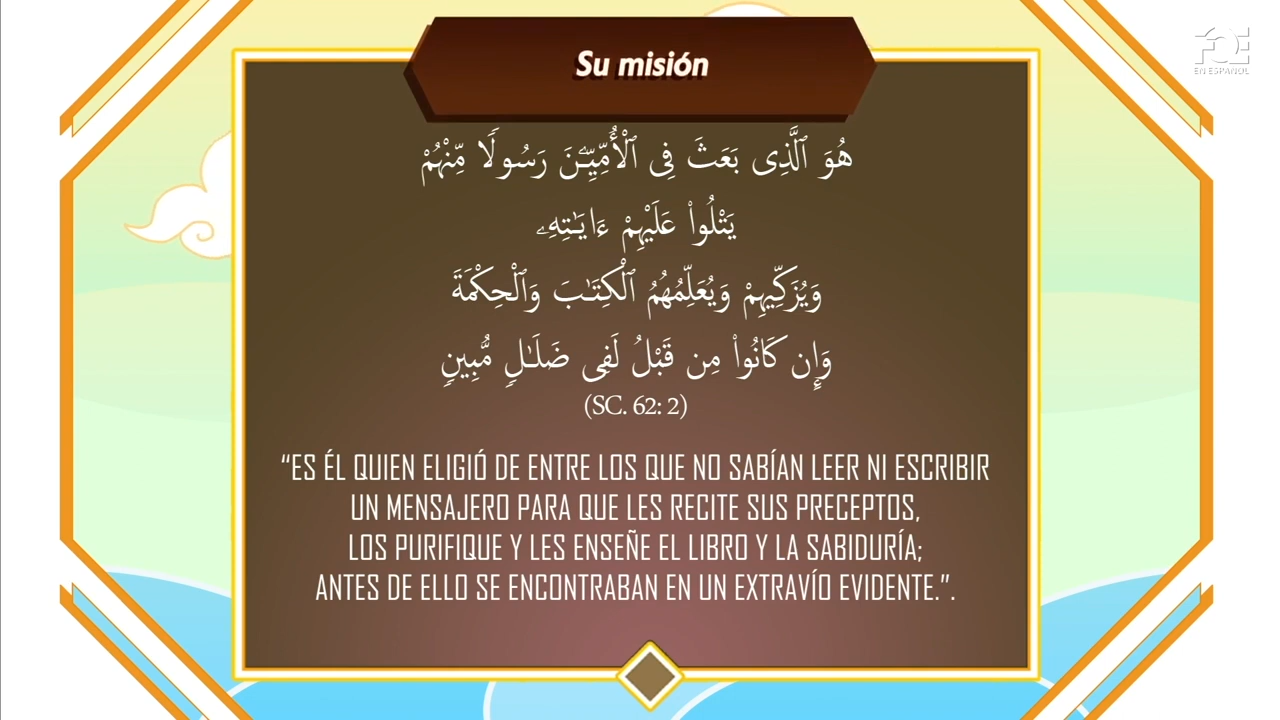 Su misión
EN ESPAÑOL
هُوَ ٱلَّذِى بَعَثَ فِى ٱلْأُمِّيِّـۧنَ رَسُولًا مِّنْهُمْ
يَتْلُوا۟ عَلَيْهِمْ ءَايَـٰتِهِۦ
وَيُزَكِّيهِمْ وَيُعَلِّمُهُمُ ٱلْكِتَـٰبَ وَٱلْحِكْمَةَ
وَإِن كَانُوا۟ مِن قَبْلُ لَفِى ضَلَـٰلٍ مُّبِينٍ
(SC. 62: 2)
“ES ÉL QUIEN ELIGIÓ DE ENTRE LOS QUE NO SABÍAN LEER NI ESCRIBIR
UN MENSAJERO PARA QUE LES RECITE SUS PRECEPTOS,
LOS PURIFIQUE Y LES ENSEÑE EL LIBRO Y LA SABIDURÍA;
ANTES DE ELLO SE ENCONTRABAN EN UN EXTRAVÍO EVIDENTE.”.